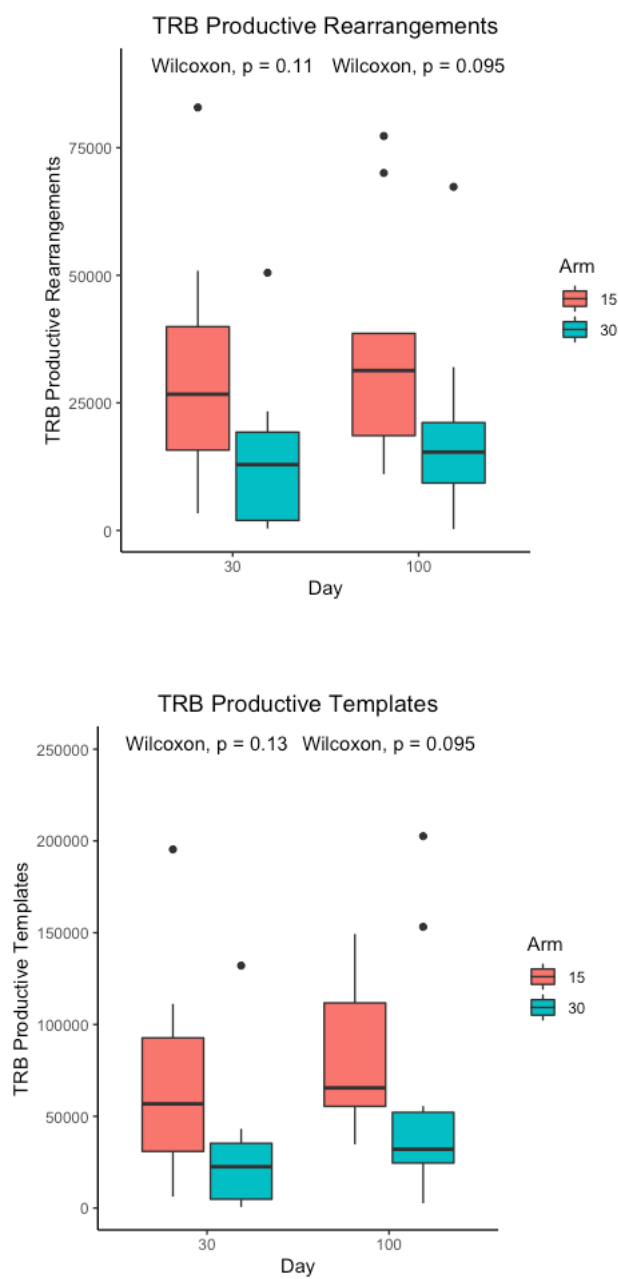 TRB Productive Rearrangements
Wilcoxon, p = 0.11 Wilcoxon, p = 0.095
TRB Productive Rearrangements
75000
50000
25000
0
30 100
Day
Arm
15
30
TRB Productive Templates
Wilcoxon, p = 0.13 Wilcoxon, p = 0.095
TRB Productive Templates
250000
200000
150000
100000
50000
0
30 100
Day
Arm
15
30